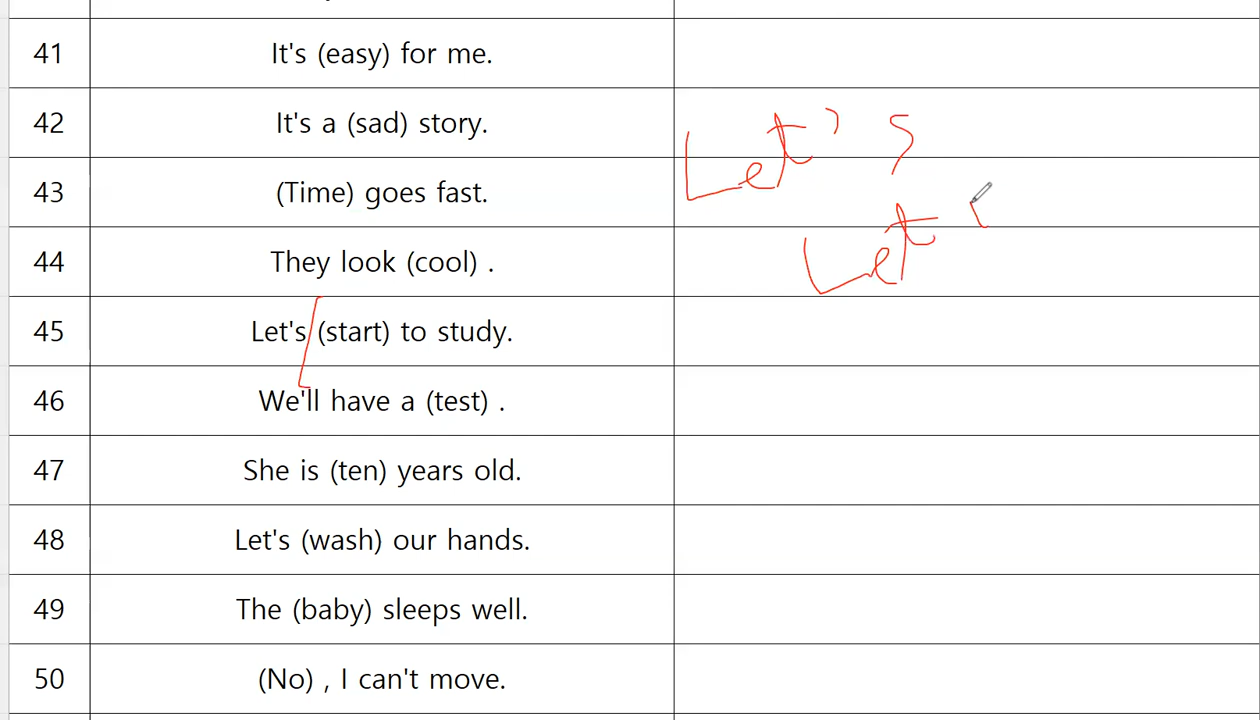 41 It's (easy) for me.
42 It's a (sad) story.
Let's
43 (Time) goes fast.
Let
44 They look (cool) .
45 Let's (start) to study.
46 We'll have a (test) .
47 She is (ten) years old.
48 Let's (wash) our hands.
49 The (baby) sleeps well.
50 (No) , I can't move.